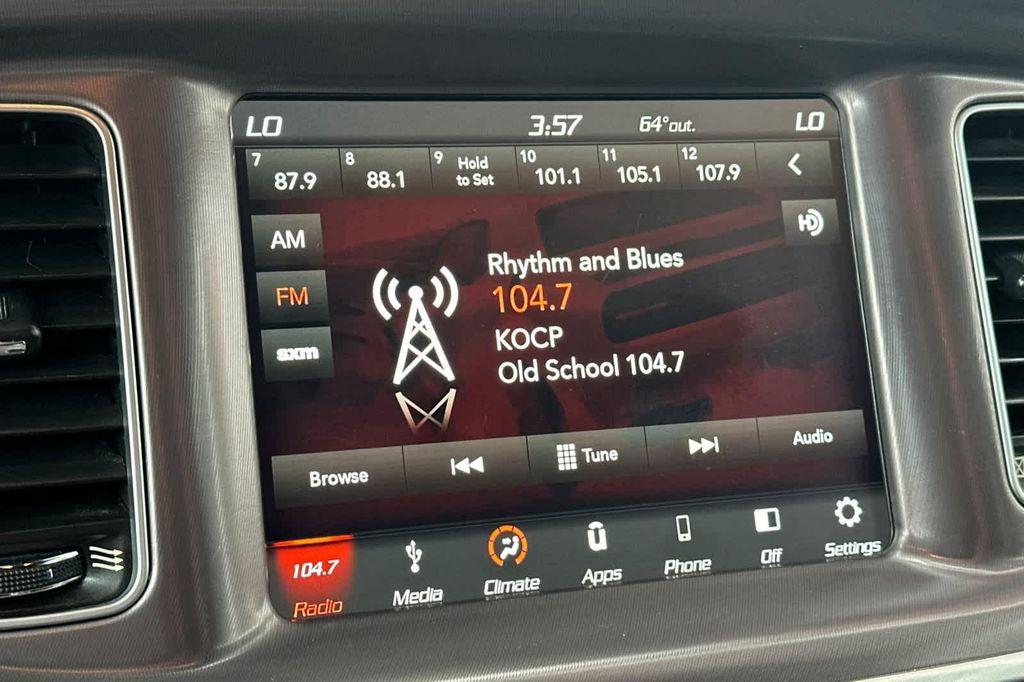 LO 3:57 64° out. LO
7 87.9 8 88.1 9 Hold to Set 10 101.1 11 105.1 12 107.9
HD
AM
FM
sxm
Rhythm and Blues
104.7
KOCP
Old School 104.7
Browse Tune Audio
104.7
Radio Media Climate Apps Phone Off Settings